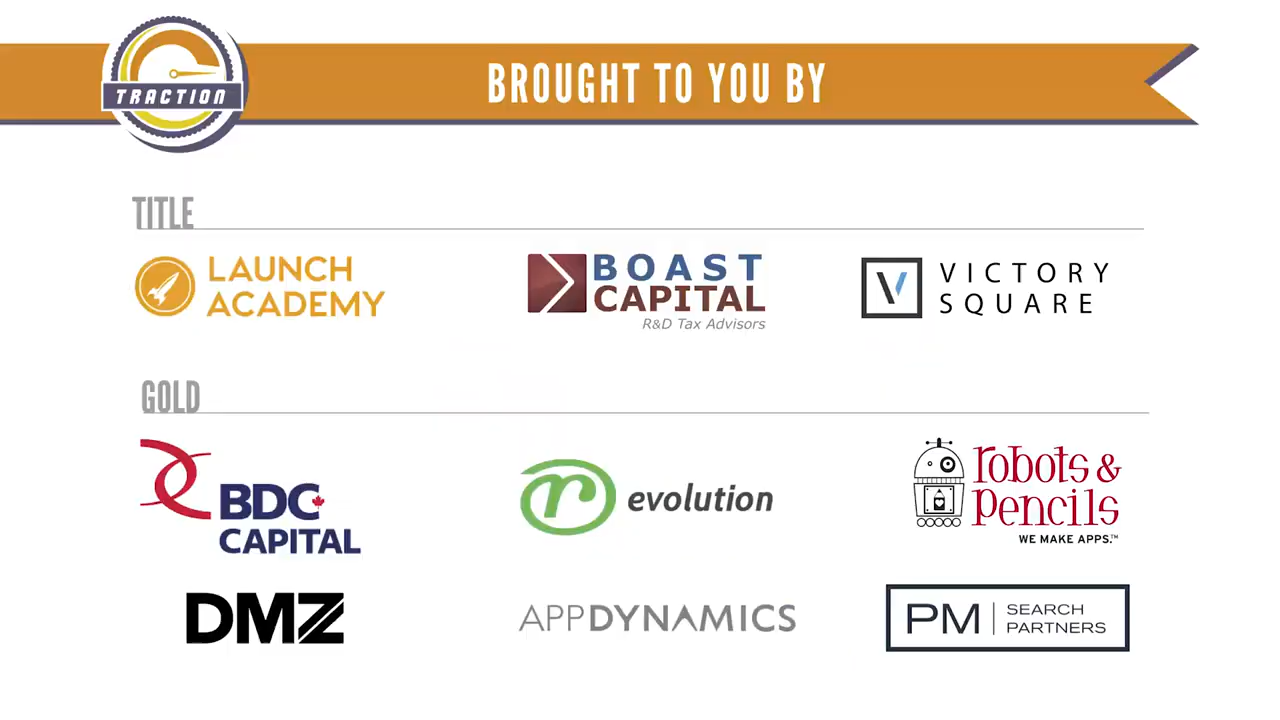 TRACTION
BROUGHT TO YOU BY
TITLE
LAUNCH
ACADEMY
BOAST
CAPITAL
R&D Tax Advisors
VICTORY
SQUARE
GOLD
BDC
CAPITAL
r evolution
robots &
pencils
WE MAKE APPS.™
DMZ
APPDYNAMICS
PM
SEARCH
PARTNERS